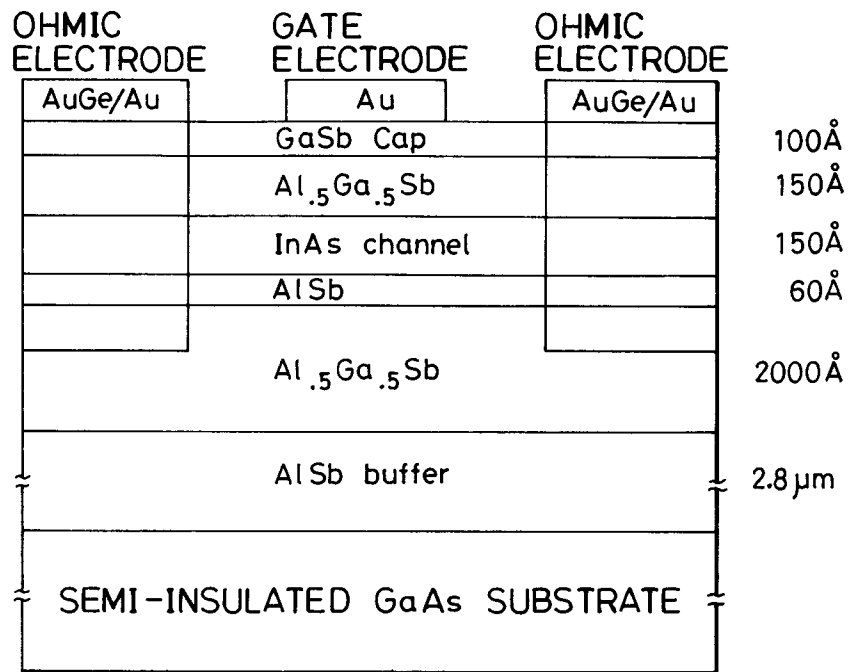 OHMIC ELECTRODE
GATE ELECTRODE
OHMIC ELECTRODE
AuGe/Au
Au
AuGe/Au
GaSb Cap
100Å
Al.5Ga.5Sb
150Å
InAs channel
150Å
AlSb
60Å
Al.5Ga.5Sb
2000Å
AlSb buffer
2.8μm
SEMI-INSULATED GaAs SUBSTRATE